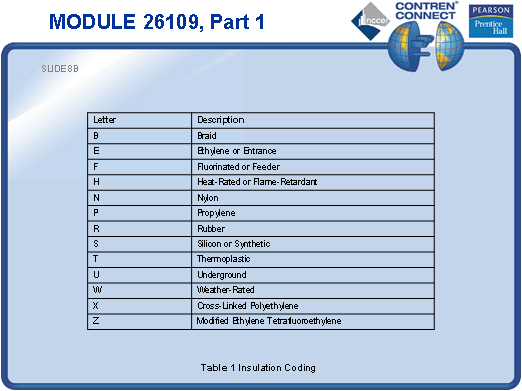 MODULE 26109, Part 1
nccer
CONTREN®
CONNECT
PEARSON
Prentice
Hall
SLIDE 8B
Letter Description
B Braid
E Ethylene or Entrance
F Fluorinated or Feeder
H Heat-Rated or Flame-Retardant
N Nylon
P Propylene
R Rubber
S Silicon or Synthetic
T Thermoplastic
U Underground
W Weather-Rated
X Cross-Linked Polyethylene
Z Modified Ethylene Tetrafluoroethylene
Table 1 Insulation Coding